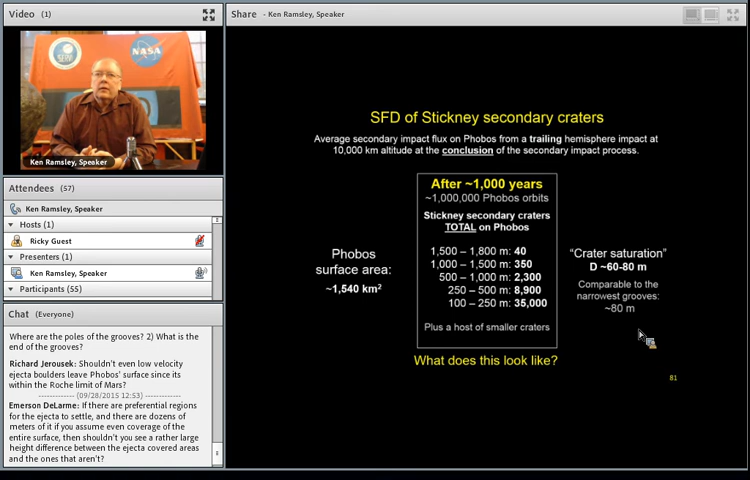 Video (1)
SERVI
NASA
Ken Ramsley, Speaker
Attendees (57)
Ken Ramsley, Speaker
Hosts (1)
Ricky Guest
Presenters (1)
Ken Ramsley, Speaker
Participants (55)
Chat (Everyone)
Where are the poles of the grooves? 2) What is the
end of the grooves?
Richard Jerousek: Shouldn't even low velocity
ejecta boulders leave Phobos' surface since its
within the Roche limit of Mars?
------------- (09/28/2015 12:53) -------------
Emerson DeLarme: If there are preferential regions
for the ejecta to settle, and there are dozens of
meters of it if you assume even coverage of the
entire surface, then shouldn't you see a rather large
height difference between the ejecta covered areas
and the ones that aren't?
Share - Ken Ramsley, Speaker
SFD of Stickney secondary craters
Average secondary impact flux on Phobos from a trailing hemisphere impact at
10,000 km altitude at the conclusion of the secondary impact process.
After ~1,000 years
~1,000,000 Phobos orbits
Stickney secondary craters
TOTAL on Phobos
1,500 – 1,800 m: 40
1,000 – 1,500 m: 350
500 – 1,000 m: 2,300
250 – 500 m: 8,900
100 – 250 m: 35,000
Plus a host of smaller craters
Phobos
surface area:
~1,540 km²
“Crater saturation”
D ~60-80 m
Comparable to the
narrowest grooves:
~80 m
What does this look like?
81